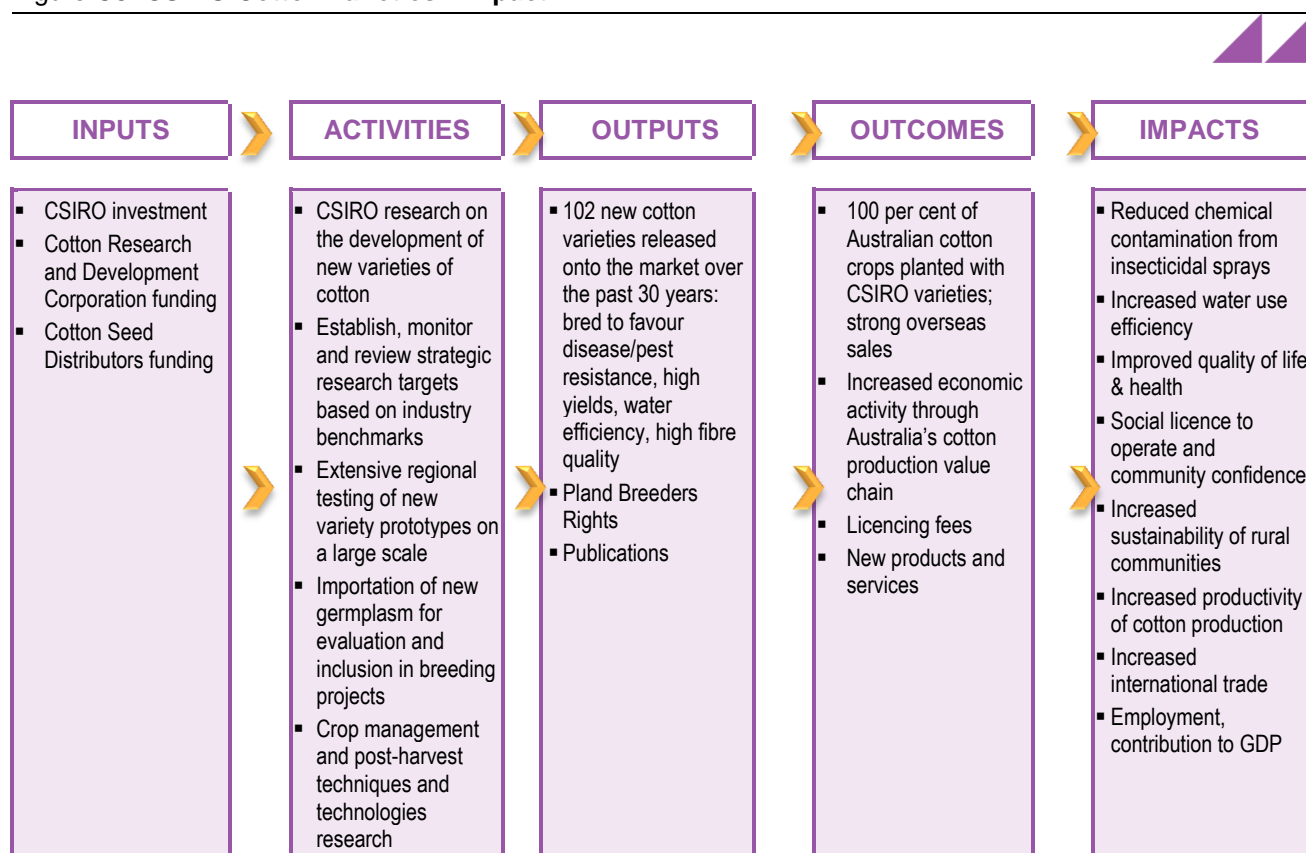 INPUTS
ACTIVITIES
OUTPUTS
OUTCOMES
IMPACTS
▪ CSIRO investment
▪ Cotton Research
and Development
Corporation funding
▪ Cotton Seed
Distributors funding
▪ CSIRO research on
the development of
new varieties of
cotton
▪ Establish, monitor
and review strategic
research targets
based on industry
benchmarks
▪ Extensive regional
testing of new
variety prototypes on
a large scale
▪ Importation of new
germplasm for
evaluation and
inclusion in breeding
projects
▪ Crop management
and post-harvest
techniques and
technologies
research
▪ 102 new cotton
varieties released
onto the market over
the past 30 years:
bred to favour
disease/pest
resistance, high
yields, water
efficiency, high fibre
quality
▪ Pland Breeders
Rights
▪ Publications
▪ 100 per cent of
Australian cotton
crops planted with
CSIRO varieties;
strong overseas
sales
▪ Increased economic
activity through
Australia's cotton
production value
chain
▪ Licencing fees
▪ New products and
services
▪ Reduced chemical
contamination from
insecticidal sprays
▪ Increased water use
efficiency
▪ Improved quality of life
& health
▪ Social licence to
operate and
community confidence
▪ Increased
sustainability of rural
communities
▪ Increased productivity
of cotton production
▪ Increased
international trade
▪ Employment,
contribution to GDP